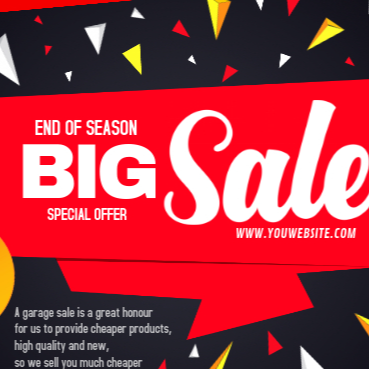 END OF SEASON
BIG Sale
SPECIAL OFFER
WWW.YOUWEBSITE.COM
A garage sale is a great honour
for us to provide cheaper products,
high quality and new,
so we sell you much cheaper